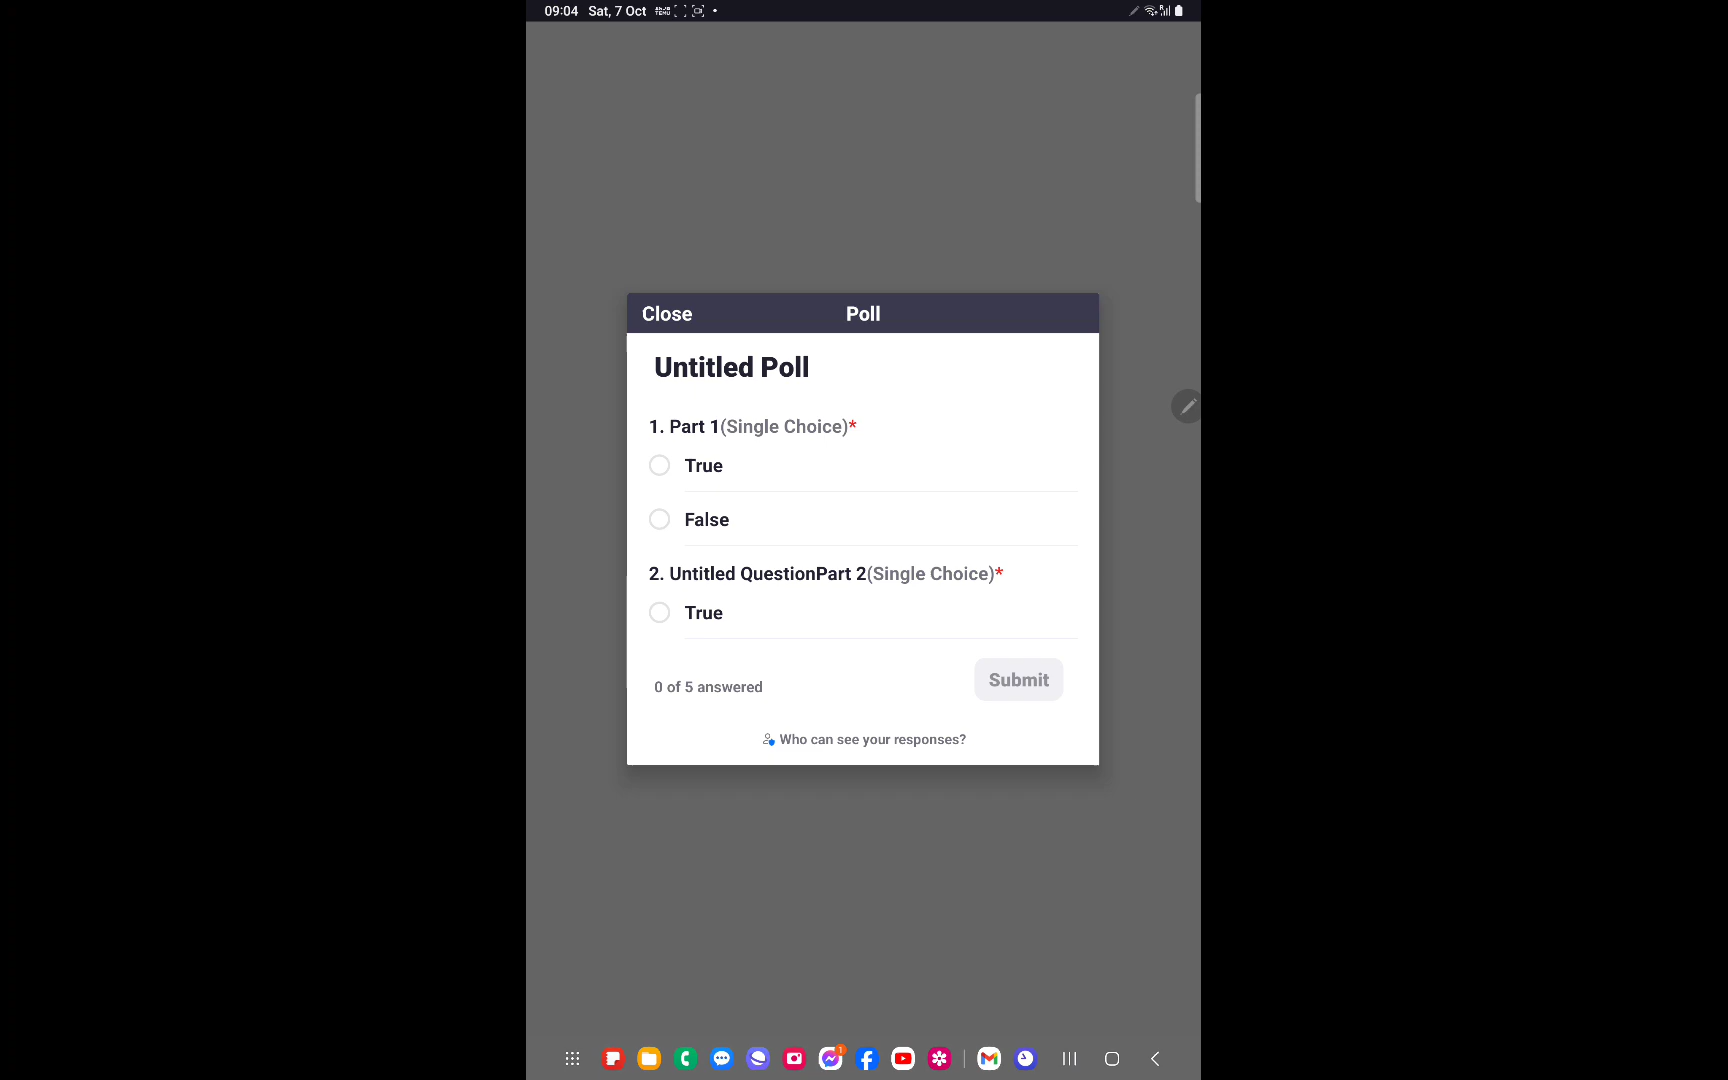 09:04 Sat, 7 Oct
Close
Poll
Untitled Poll
1. Part 1(Single Choice)*
True
False
2. Untitled QuestionPart 2(Single Choice)*
True
0 of 5 answered
Submit
Who can see your responses?
1